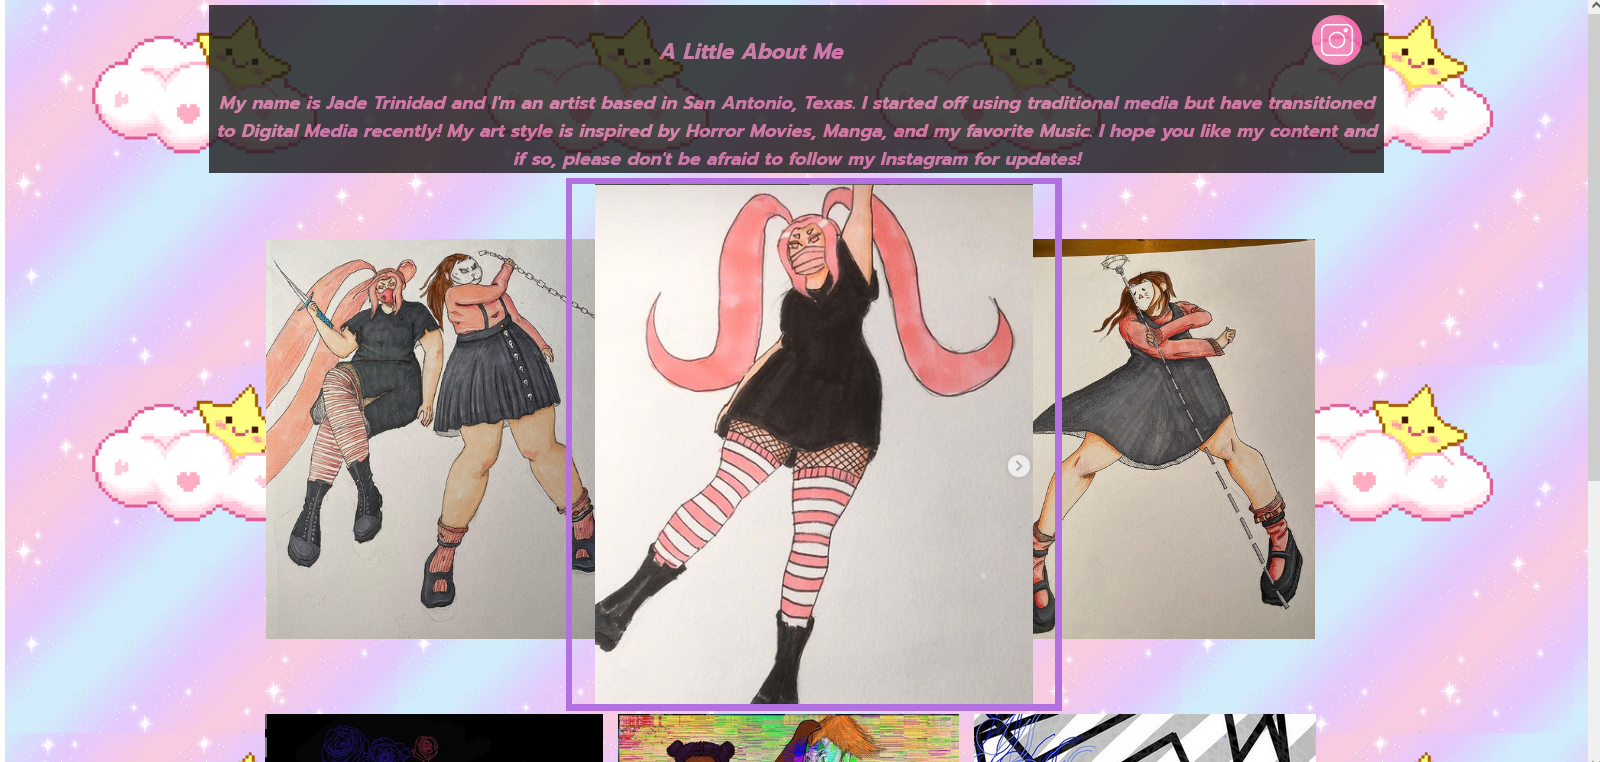 A Little About Me
My name is Jade Trinidad and I'm an artist based in San Antonio, Texas. I started off using traditional media but have transitioned
to Digital Media recently! My art style is inspired by Horror Movies, Manga, and my favorite Music. I hope you like my content and
if so, please don't be afraid to follow my Instagram for updates!